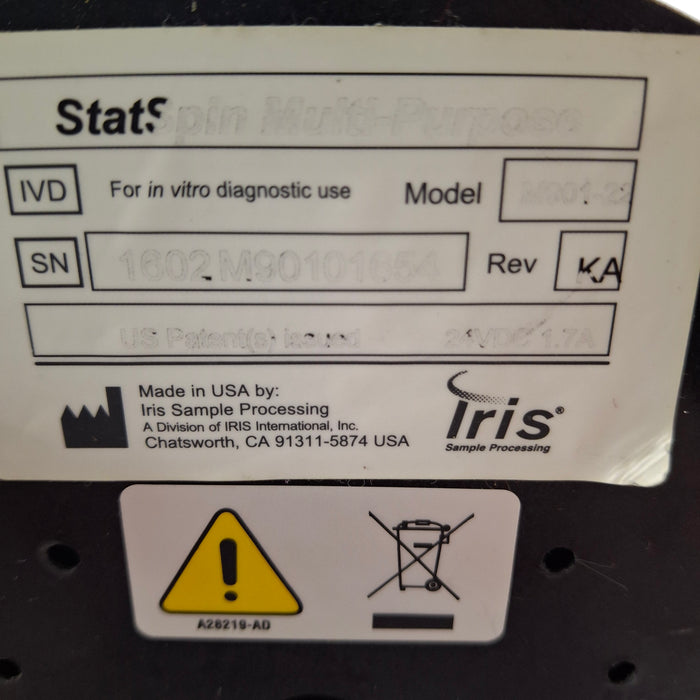 StatSpin Multi-Purpose
IVD For in vitro diagnostic use Model M901-22
SN 1602M90101654 Rev KA
US Patent(s) issued 24VDC 1.7A
Made in USA by:
Iris Sample Processing
A Division of IRIS International, Inc.
Chatsworth, CA 91311-5874 USA
Iris®
Sample Processing
A26219-AD